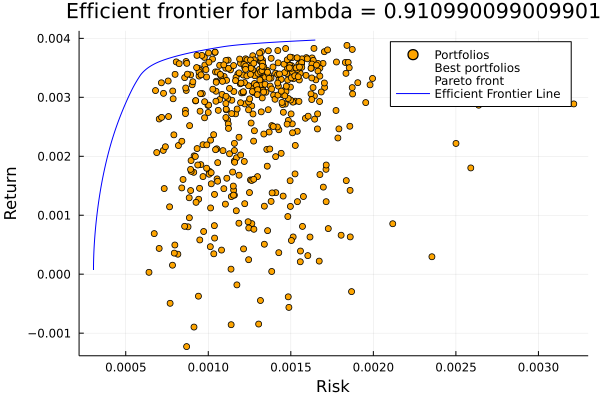 Efficient frontier for lambda = 0.910990099009901
0.004
0.003
0.002
0.001
0.000
−0.001
Return
Portfolios
Best portfolios
Pareto front
Efficient Frontier Line
0.0005
0.0010
0.0015
0.0020
0.0025
0.0030
Risk